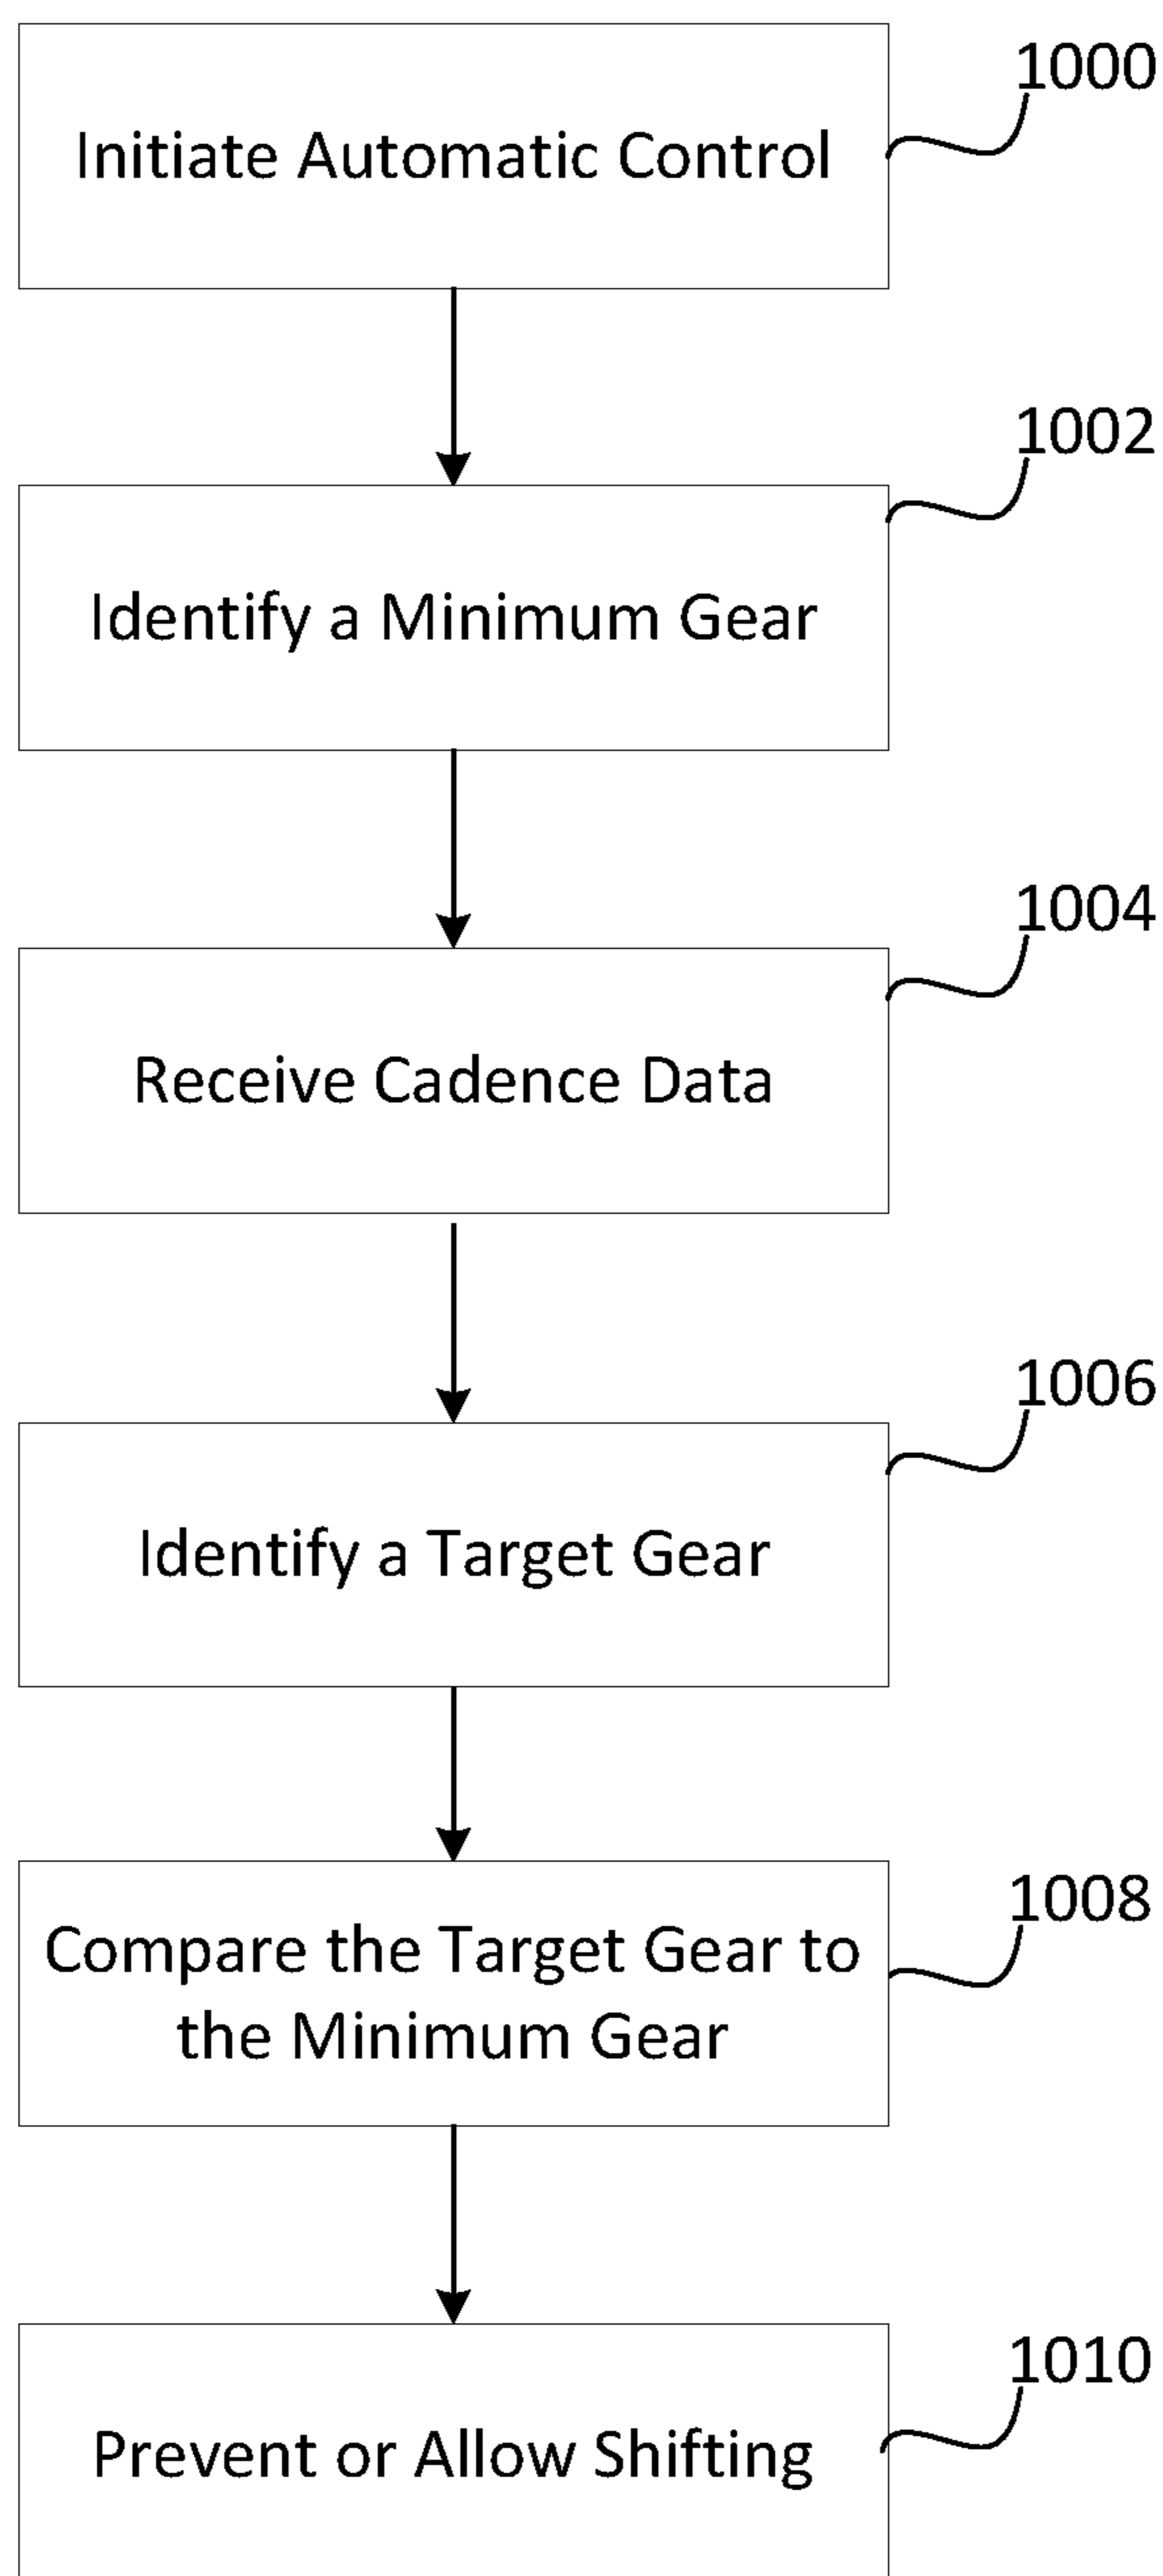 1000
Initiate Automatic Control
1002
Identify a Minimum Gear
1004
Receive Cadence Data
1006
Identify a Target Gear
1008
Compare the Target Gear to
the Minimum Gear
1010
Prevent or Allow Shifting